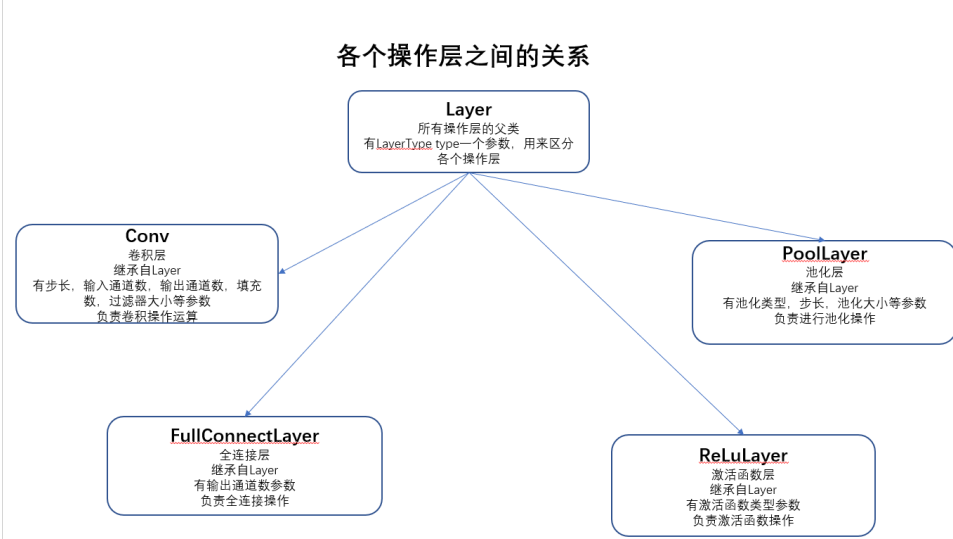 各个操作层之间的关系
Layer
所有操作层的父类
有LayerType type一个参数，用来区分
各个操作层
Conv
卷积层
继承自Layer
有步长，输入通道数，输出通道数，填充
数，过滤器大小等参数
负责卷积操作运算
PoolLayer
池化层
继承自Layer
有池化类型，步长，池化大小等参数
负责进行池化操作
FullConnectLayer
全连接层
继承自Layer
有输出通道数参数
负责全连接操作
ReLuLayer
激活函数层
继承自Layer
有激活函数类型参数
负责激活函数操作